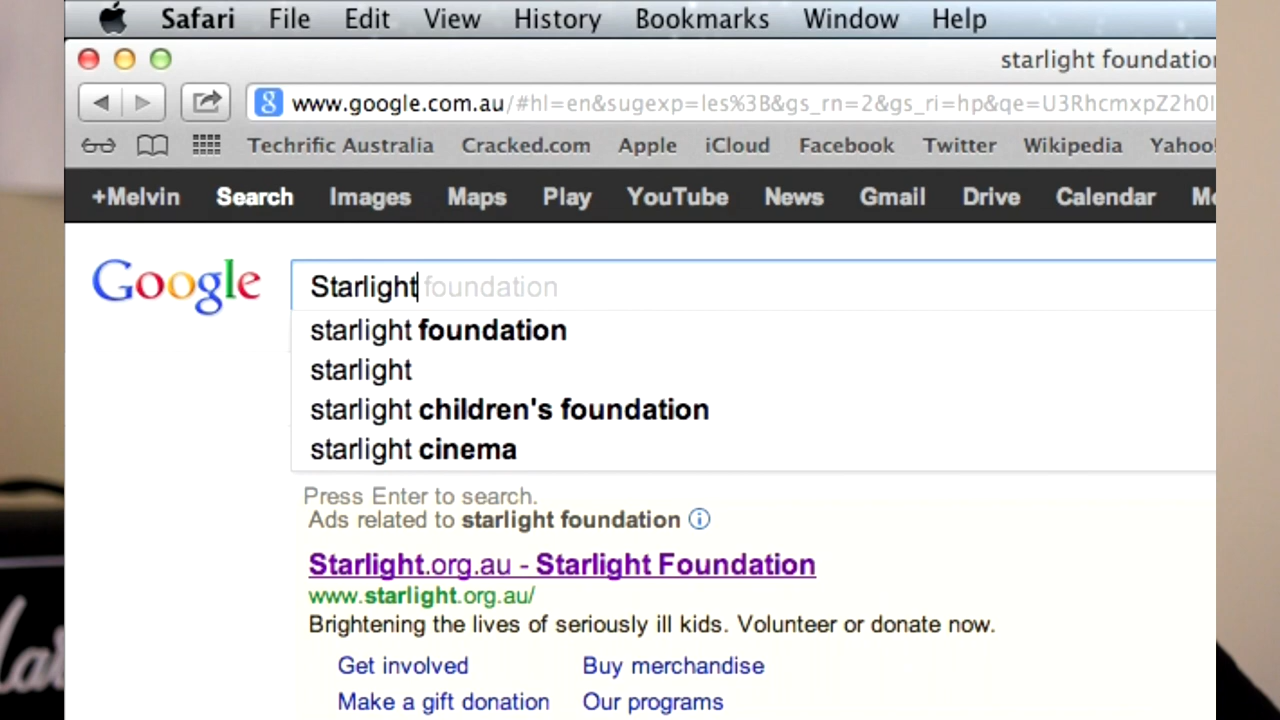 Safari File Edit View History Bookmarks Window Help
starlight foundation
www.google.com.au/#hl=en&sugexp=les%3B&gs_rn=2&gs_ri=hp&qe=U3RhcmxpZ2h0I
Techrific Australia Cracked.com Apple iCloud Facebook Twitter Wikipedia Yahoo!
+Melvin Search Images Maps Play YouTube News Gmail Drive Calendar
Google
Starlight foundation
starlight foundation
starlight
starlight children's foundation
starlight cinema
Press Enter to search.
Ads related to starlight foundation
Starlight.org.au - Starlight Foundation
www.starlight.org.au/
Brightening the lives of seriously ill kids. Volunteer or donate now.
Get involved Buy merchandise
Make a gift donation Our programs